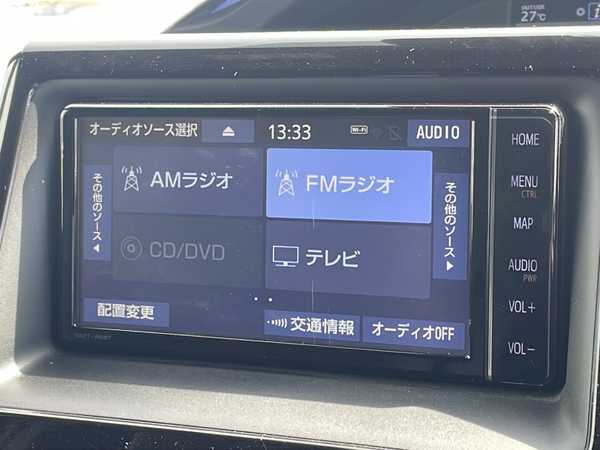 OUTSIDE
27℃
オーディオソース選択
13:33
Wi-Fi
AUDIO
その他のソース
AMラジオ
FMラジオ
その他のソース
CD/DVD
テレビ
配置変更
交通情報
オーディオOFF
HOME
MENU
CTRL
MAP
AUDIO
PWR
VOL+
VOL-